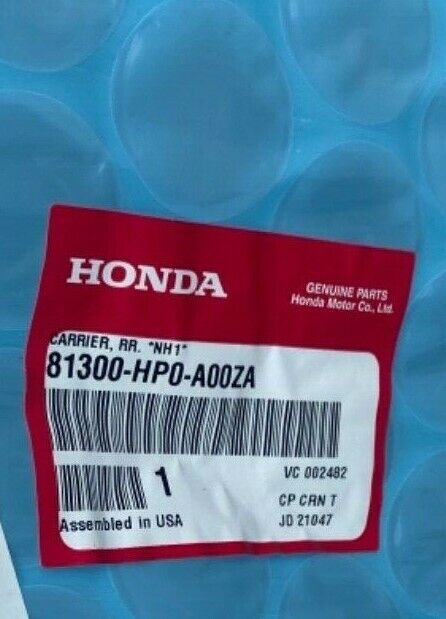 HONDA
GENUINE PARTS
Honda Motor Co., Ltd.
CARRIER, RR. *NH1*
81300-HP0-A00ZA
1
VC 002482
CP CRN T
Assembled in USA
JD 21047